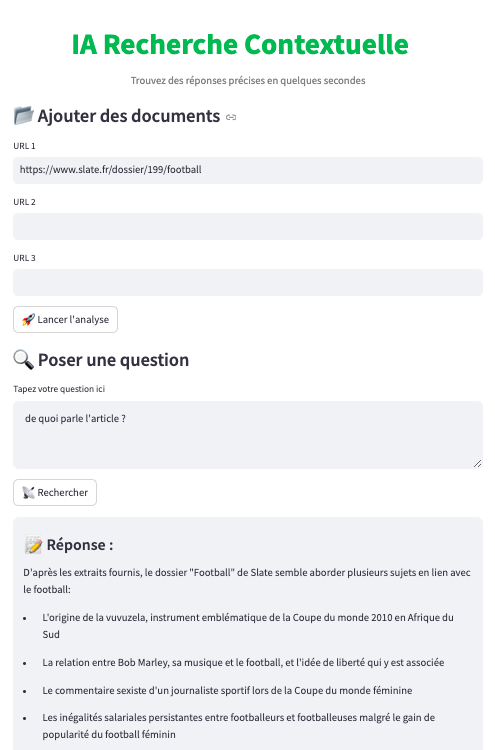 IA Recherche Contextuelle
Trouvez des réponses précises en quelques secondes
Ajouter des documents
URL 1
https://www.slate.fr/dossier/199/football
URL 2
URL 3
Lancer l'analyse
Poser une question
Tapez votre question ici
de quoi parle l'article ?
Rechercher
Réponse :
D'après les extraits fournis, le dossier "Football" de Slate semble aborder plusieurs sujets en lien avec
le football:
• L'origine de la vuvuzela, instrument emblématique de la Coupe du monde 2010 en Afrique du
Sud
• La relation entre Bob Marley, sa musique et le football, et l'idée de liberté qui y est associée
• Le commentaire sexiste d'un journaliste sportif lors de la Coupe du monde féminine
• Les inégalités salariales persistantes entre footballeurs et footballeuses malgré le gain de
popularité du football féminin